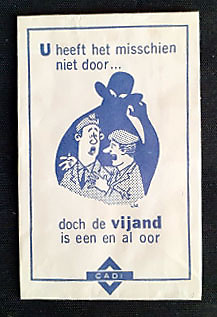 U heeft het misschien
niet door...
doch de vijand
is een en al oor
CADI